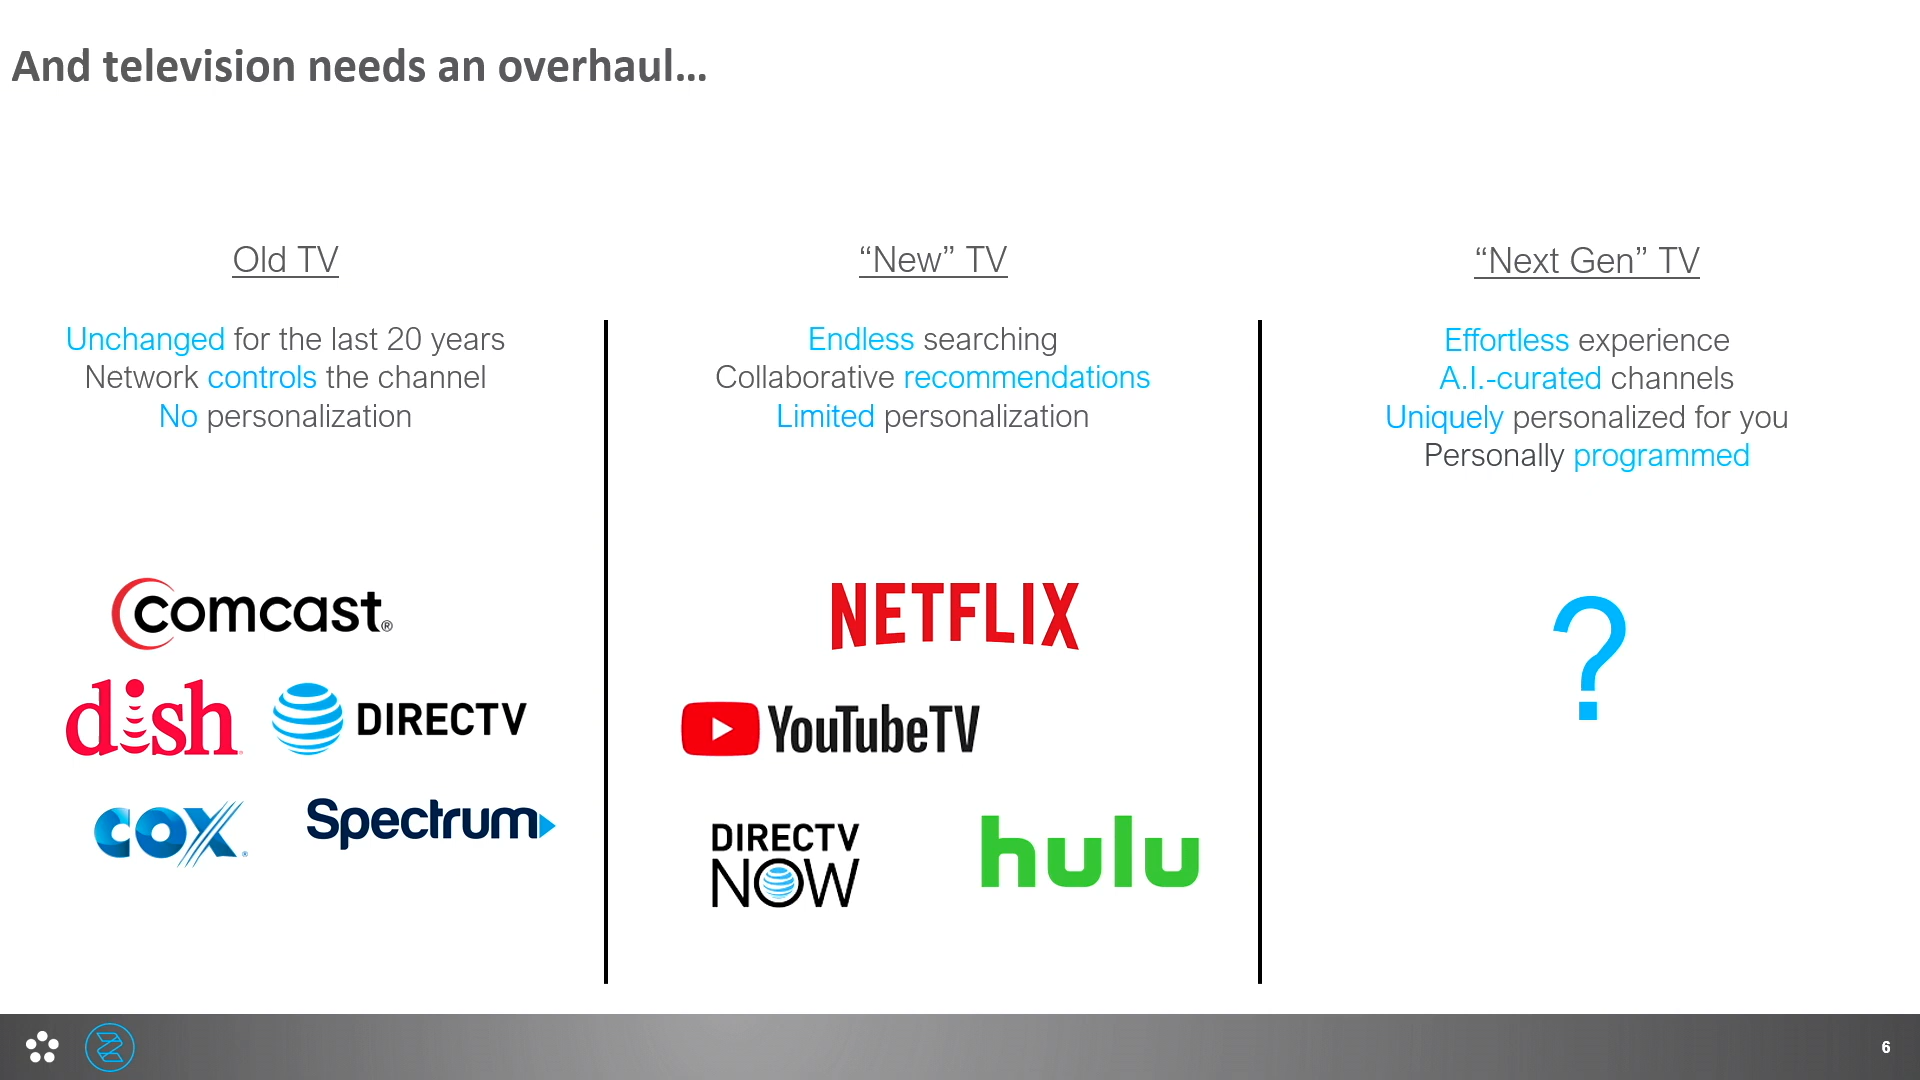 And television needs an overhaul...
Old TV
Unchanged for the last 20 years
Network controls the channel
No personalization
comcast®
dish
DIRECTV
COX
Spectrum
“New” TV
Endless searching
Collaborative recommendations
Limited personalization
NETFLIX
YouTubeTV
DIRECTV
NOW
hulu
“Next Gen” TV
Effortless experience
A.I.-curated channels
Uniquely personalized for you
Personally programmed
?
6